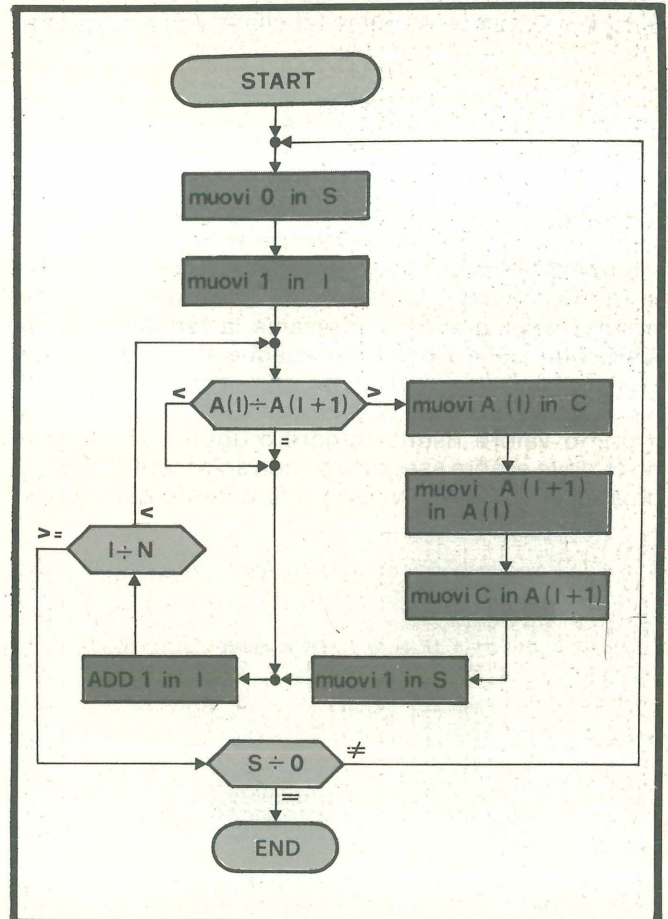 START
muovi 0 in S
muovi 1 in I
< A(I)÷A(I+1) >
=
muovi A (I) in C
muovi A(I+1)
in A(I)
muovi C in A(I+1)
<
>=
I÷N
ADD 1 in I
muovi 1 in S
S÷0 ≠
=
END